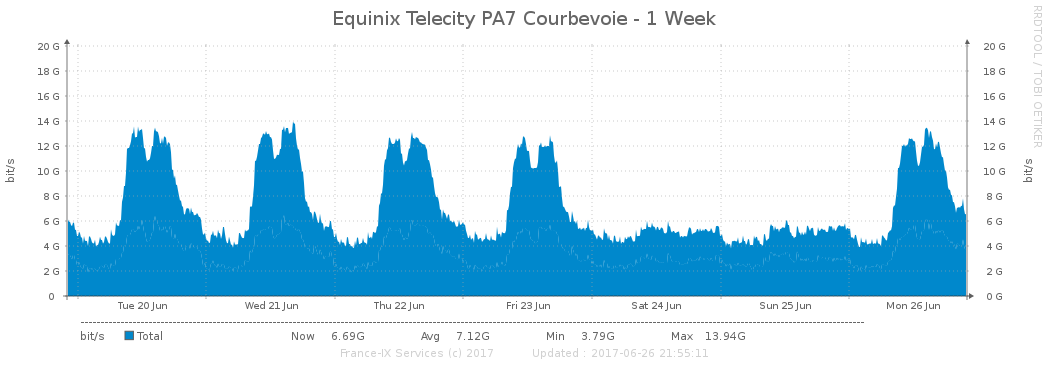 Equinix Telecity PA7 Courbevoie - 1 Week
RRDTOOL / TOBI OETIKER
bit/s
20 G
18 G
16 G
14 G
12 G
10 G
8 G
6 G
4 G
2 G
0
20 G
18 G
16 G
14 G
12 G
10 G
8 G
6 G
4 G
2 G
0 G
bit/s
Tue 20 Jun Wed 21 Jun Thu 22 Jun Fri 23 Jun Sat 24 Jun Sun 25 Jun Mon 26 Jun
bit/s Total Now 6.69G Avg 7.12G Min 3.79G Max 13.94G
France-IX Services (c) 2017 Updated : 2017-06-26 21:55:11